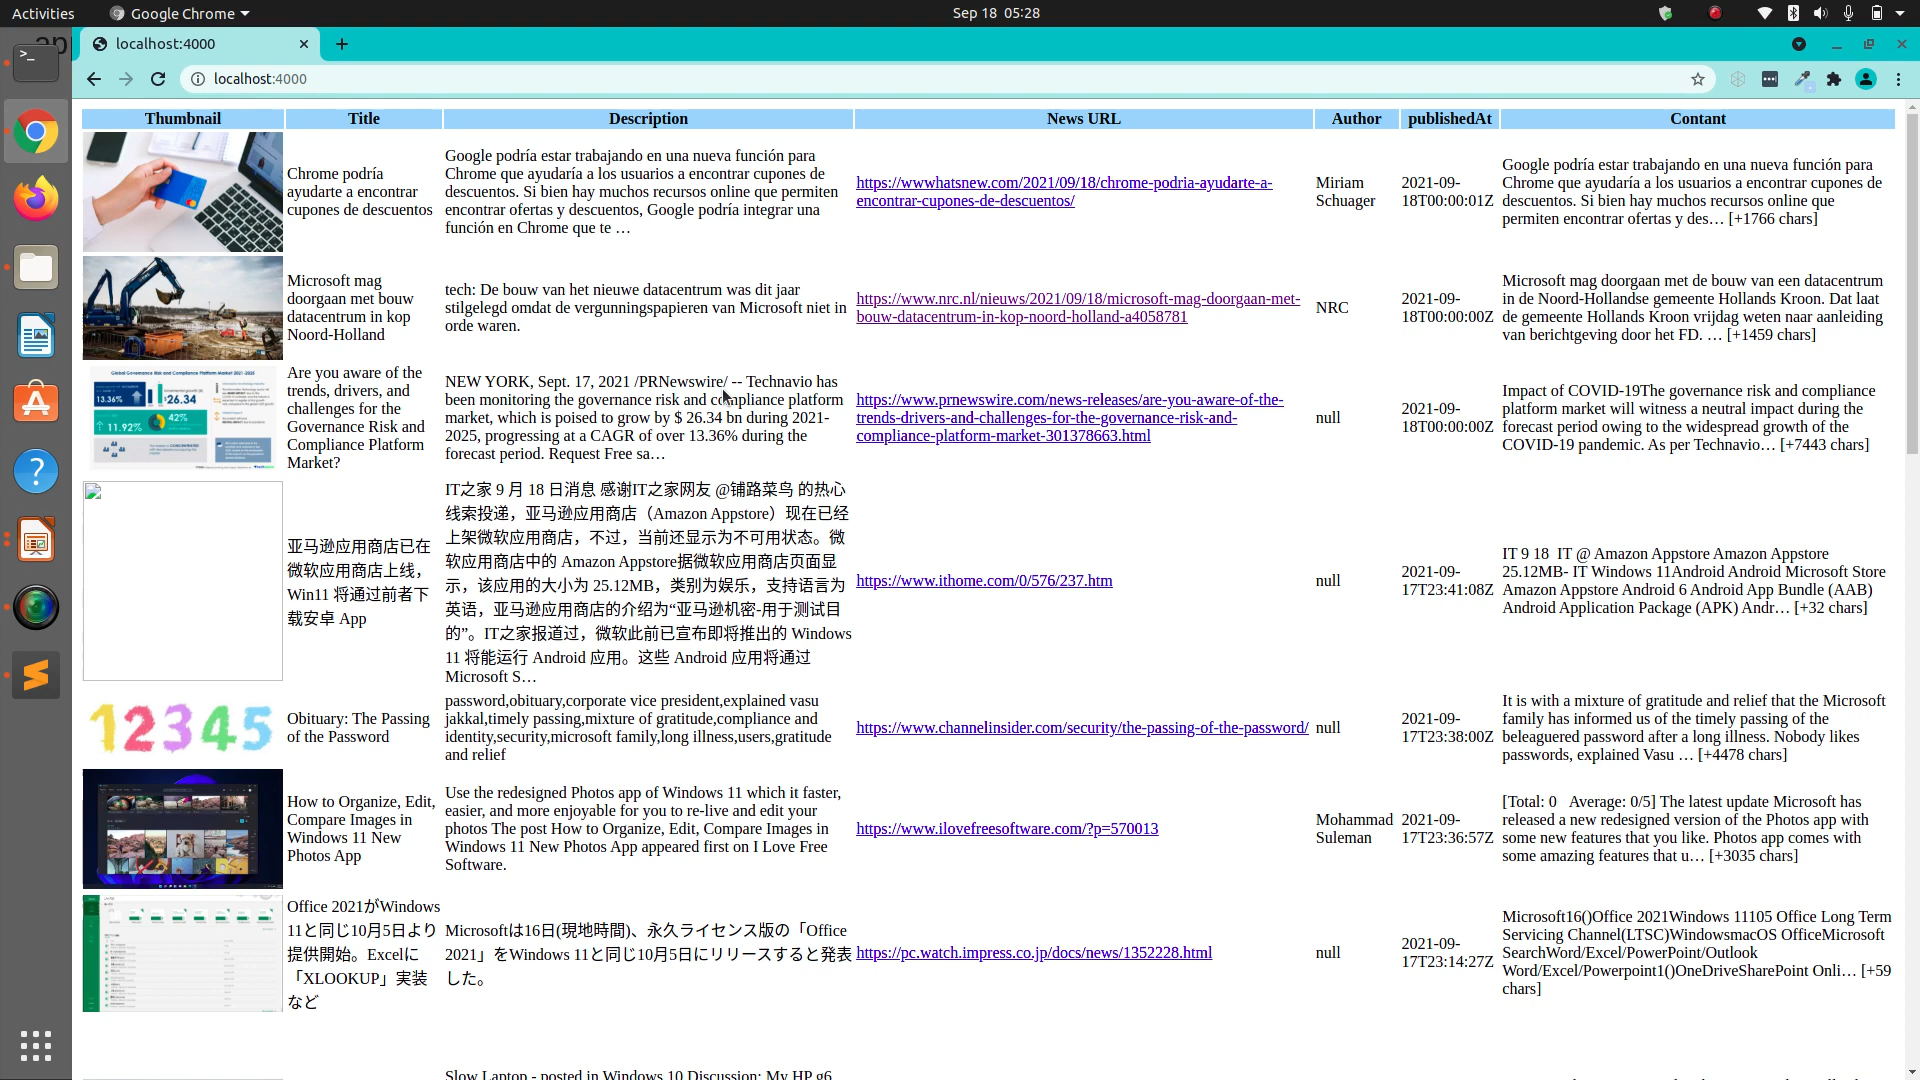 Activities
Google Chrome
Sep 18 05:28
localhost:4000
localhost:4000
Thumbnail
Title
Description
News URL
Author
publishedAt
Contant
Chrome podría
ayudarte a encontrar
cupones de descuentos
Google podría estar trabajando en una nueva función para
Chrome que ayudaría a los usuarios a encontrar cupones de
descuentos. Si bien hay muchos recursos online que permiten
encontrar ofertas y descuentos, Google podría integrar una
función en Chrome que te …
https://wwwhatsnew.com/2021/09/18/chrome-podria-ayudarte-a-
encontrar-cupones-de-descuentos/
Miriam
Schuager
2021-09-
18T00:00:01Z
Google podría estar trabajando en una nueva función para
Chrome que ayudaría a los usuarios a encontrar cupones de
descuentos. Si bien hay muchos recursos online que
permiten encontrar ofertas y des… [+1766 chars]
Microsoft mag
doorgaan met bouw
datacentrum in kop
Noord-Holland
tech: De bouw van het nieuwe datacentrum was dit jaar
stilgelegd omdat de vergunningspapieren van Microsoft niet in
orde waren.
https://www.nrc.nl/nieuws/2021/09/18/microsoft-mag-doorgaan-met-
bouw-datacentrum-in-kop-noord-holland-a4058781
NRC
2021-09-
18T00:00:00Z
Microsoft mag doorgaan met de bouw van een datacentrum
in de Noord-Hollandse gemeente Hollands Kroon. Dat laat
de gemeente Hollands Kroon vrijdag weten naar aanleiding
van berichtgeving door het FD. … [+1459 chars]
Global Governance Risk and Compliance Platform Market 2021-2025
13.36%
$26.34
42%
11.92%
Are you aware of the
trends, drivers, and
challenges for the
Governance Risk and
Compliance Platform
Market?
NEW YORK, Sept. 17, 2021 /PRNewswire/ -- Technavio has
been monitoring the governance risk and compliance platform
market, which is poised to grow by $ 26.34 bn during 2021-
2025, progressing at a CAGR of over 13.36% during the
forecast period. Request Free sa…
https://www.prnewswire.com/news-releases/are-you-aware-of-the-
trends-drivers-and-challenges-for-the-governance-risk-and-
compliance-platform-market-301378663.html
null
2021-09-
18T00:00:00Z
Impact of COVID-19The governance risk and compliance
platform market will witness a neutral impact during the
forecast period owing to the widespread growth of the
COVID-19 pandemic. As per Technavio… [+7443 chars]
亚马逊应用商店已在
微软应用商店上线，
Win11 将通过前者下
载安卓 App
IT之家 9 月 18 日消息 感谢IT之家网友 @铺路菜鸟 的热心
线索投递，亚马逊应用商店（Amazon Appstore）现在已经
上架微软应用商店，不过，当前还显示为不可用状态。微
软应用商店中的 Amazon Appstore据微软应用商店页面显
示，该应用的大小为 25.12MB，类别为娱乐，支持语言为
英语，亚马逊应用商店的介绍为“亚马逊机密-用于测试目
的”。IT之家报道过，微软此前已宣布即将推出的 Windows
11 将能运行 Android 应用。这些 Android 应用将通过
Microsoft S…
https://www.ithome.com/0/576/237.htm
null
2021-09-
17T23:41:08Z
IT 9 18 IT @ Amazon Appstore Amazon Appstore
25.12MB- IT Windows 11Android Android Microsoft Store
Amazon Appstore Android 6 Android App Bundle (AAB)
Android Application Package (APK) Andr… [+32 chars]
12345
Obituary: The Passing
of the Password
password,obituary,corporate vice president,explained vasu
jakkal,timely passing,mixture of gratitude,compliance and
identity,security,microsoft family,long illness,users,gratitude
and relief
https://www.channelinsider.com/security/the-passing-of-the-password/
null
2021-09-
17T23:38:00Z
It is with a mixture of gratitude and relief that the Microsoft
family has informed us of the timely passing of the
beleaguered password after a long illness. Nobody likes
passwords, explained Vasu … [+4478 chars]
How to Organize, Edit,
Compare Images in
Windows 11 New
Photos App
Use the redesigned Photos app of Windows 11 which it faster,
easier, and more enjoyable for you to re-live and edit your
photos The post How to Organize, Edit, Compare Images in
Windows 11 New Photos App appeared first on I Love Free
Software.
https://www.ilovefreesoftware.com/?p=570013
Mohammad
Suleman
2021-09-
17T23:36:57Z
[Total: 0 Average: 0/5] The latest update Microsoft has
released a new redesigned version of the Photos app with
some new features that you like. Photos app comes with
some amazing features that u… [+3035 chars]
Office 2021がWindows
11と同じ10月5日より
提供開始。Excelに
「XLOOKUP」実装
など
Microsoftは16日(現地時間)、永久ライセンス版の「Office
2021」をWindows 11と同じ10月5日にリリースすると発表
した。
https://pc.watch.impress.co.jp/docs/news/1352228.html
null
2021-09-
17T23:14:27Z
Microsoft16()Office 2021Windows 11105 Office Long Term
Servicing Channel(LTSC)WindowsmacOS OfficeMicrosoft
SearchWord/Excel/PowerPoint/Outlook
Word/Excel/Powerpoint1()OneDriveSharePoint Onli… [+59
chars]
Slow Laptop - posted in Windows 10 Discussion: My HP g6